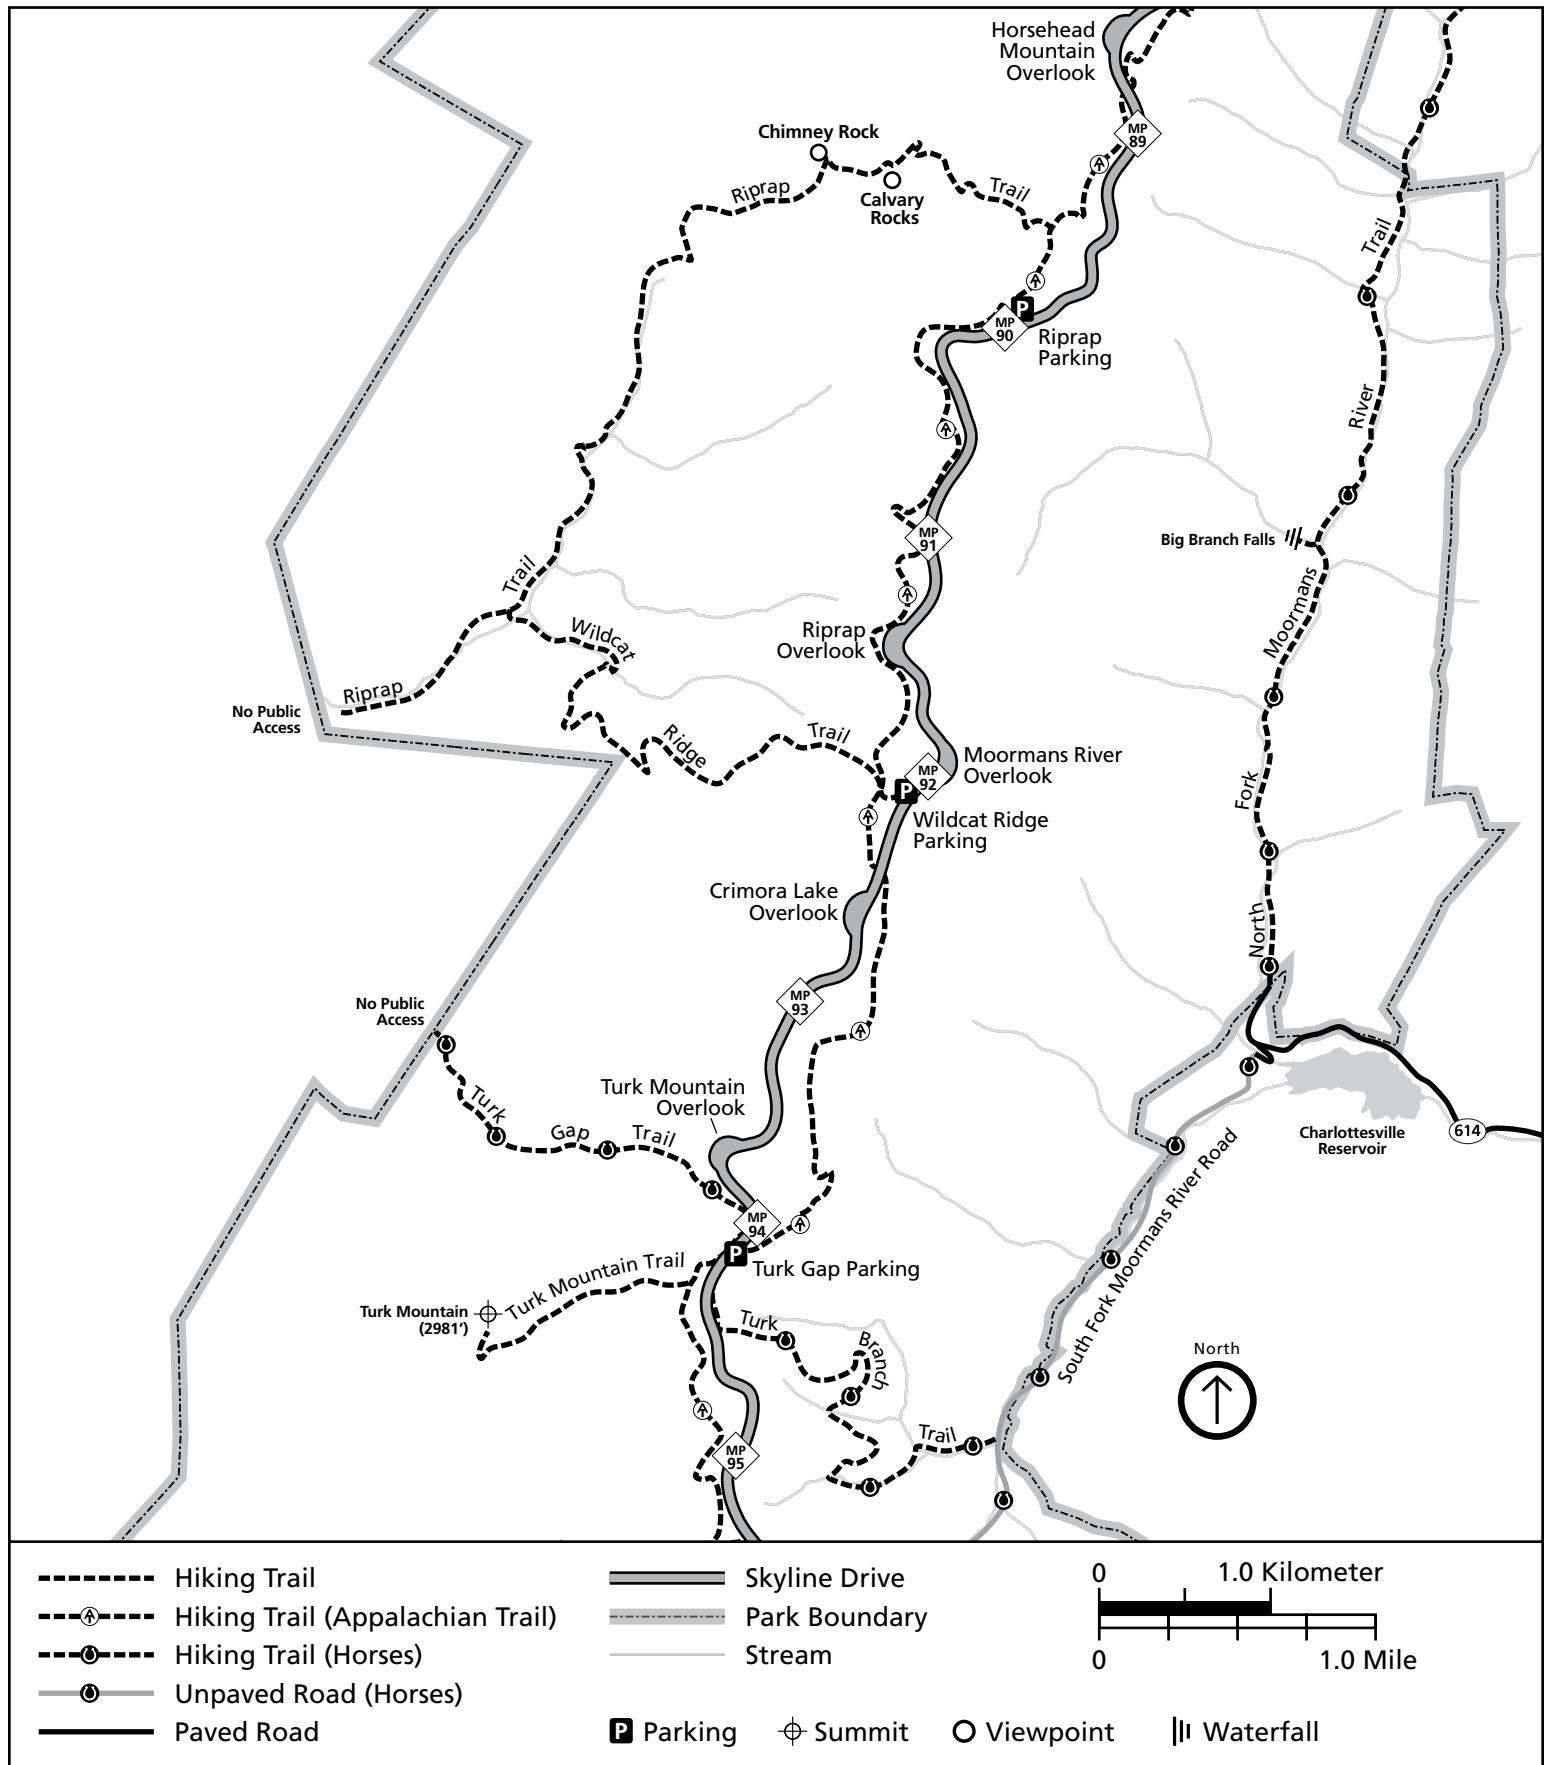 Horsehead
Mountain
Overlook
MP
89
Chimney Rock
Calvary
Rocks
Riprap
Trail
P
MP
90
Riprap
Parking
Trail
River
MP
91
Big Branch Falls
Moormans
Trail
Wildcat
Riprap
Overlook
Riprap
No Public
Access
Ridge
Trail
MP
92
P
Moormans River
Overlook
Wildcat Ridge
Parking
Fork
Crimora Lake
Overlook
North
MP
93
No Public
Access
Turk Mountain
Overlook
Turk
Gap
Trail
Charlottesville
Reservoir
614
MP
94
P
Turk Gap Parking
Turk Mountain Trail
Turk Mountain
(2981')
South Fork Moormans River Road
Turk
Branch
Trail
North
MP
95
Hiking Trail
Hiking Trail (Appalachian Trail)
Hiking Trail (Horses)
Unpaved Road (Horses)
Paved Road
Skyline Drive
Park Boundary
Stream
0
1.0 Kilometer
0
1.0 Mile
P Parking
Summit
Viewpoint
Waterfall